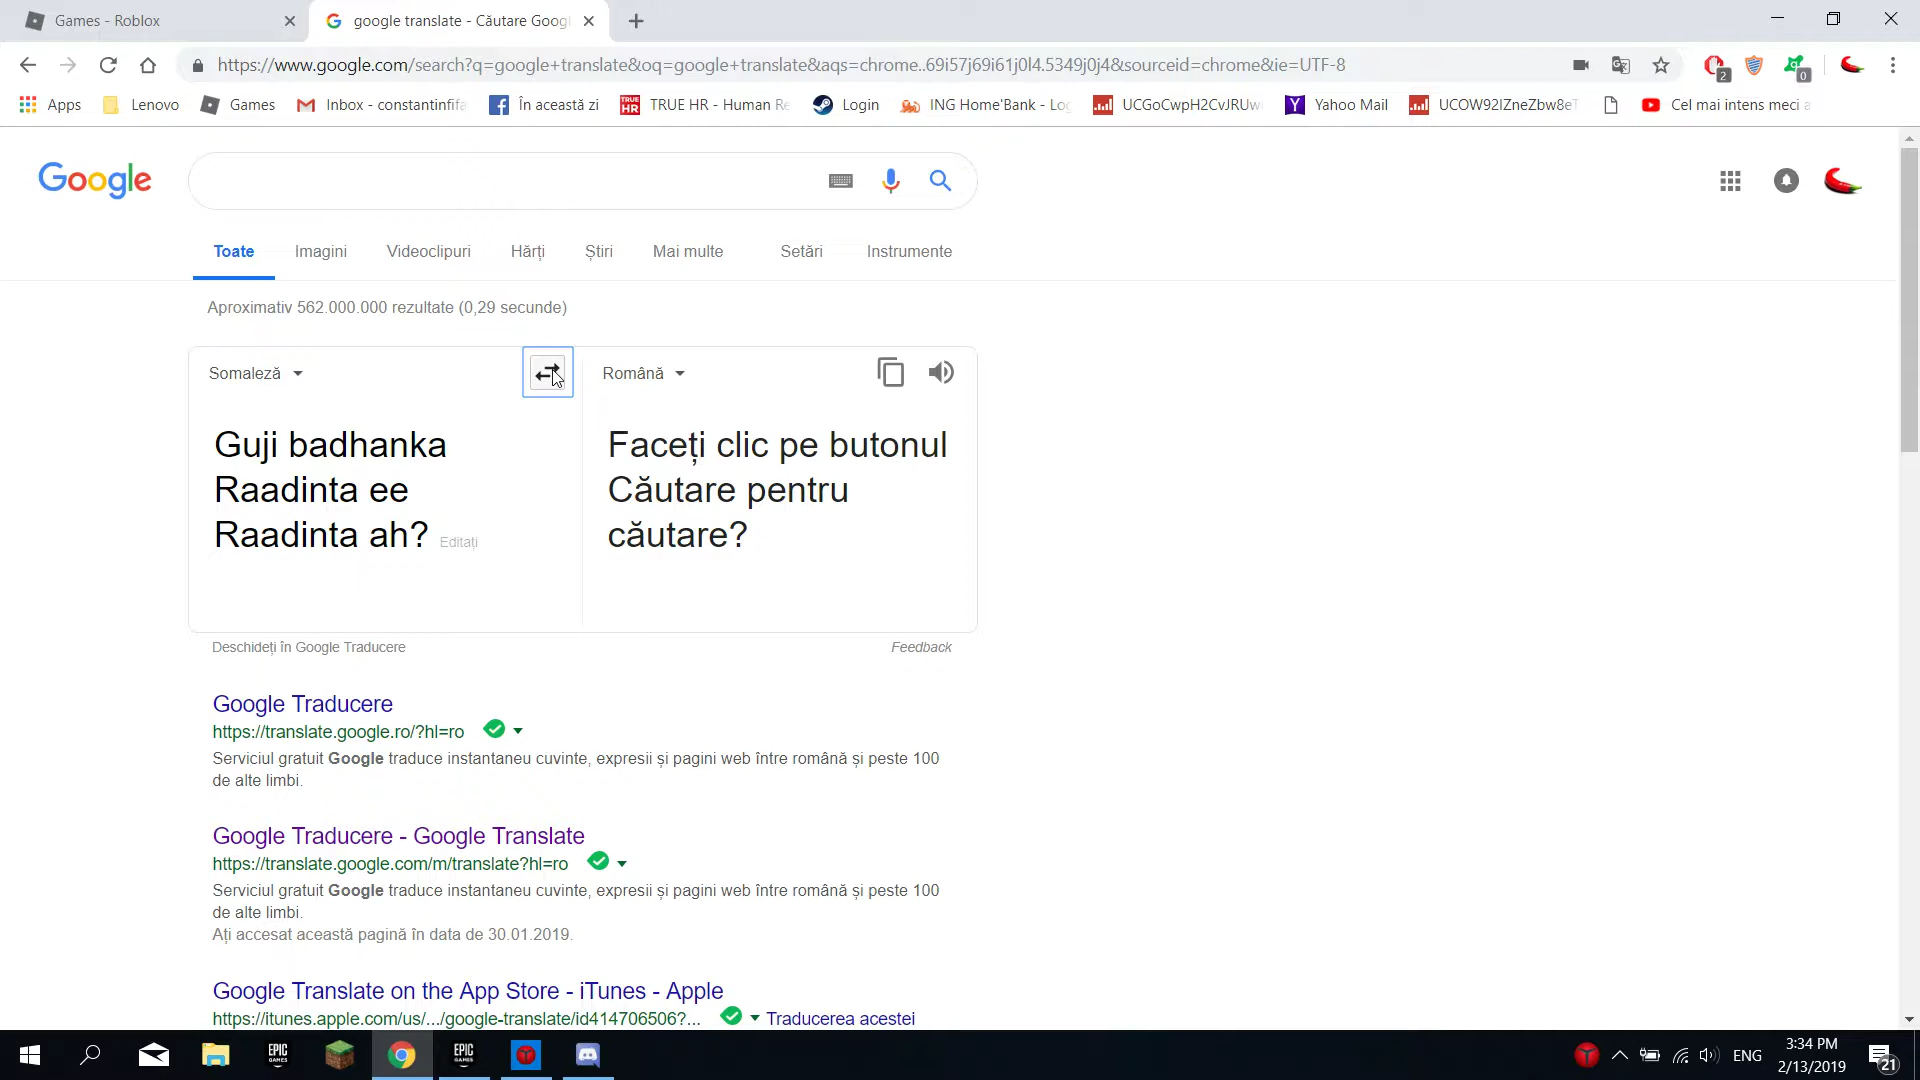 Games - Roblox
google translate - Căutare Goog
https://www.google.com/search?q=google+translate&oq=google+translate&aqs=chrome..69i57j69i61j0l4.5349j0j4&sourceid=chrome&ie=UTF-8
2
0
Apps Lenovo Games Inbox - constantinfifa În această zi TRUE HR TRUE HR - Human Re Login ING Home'Bank - Log UCGoCwpH2CvJRUw Yahoo Mail UCOW92IZneZbw8eT Cel mai intens meci a
Google
Toate Imagini Videoclipuri Hărți Știri Mai multe Setări Instrumente
Aproximativ 562.000.000 rezultate (0,29 secunde)
Somaleză Română
Guji badhanka
Raadinta ee
Raadinta ah? Editați
Faceți clic pe butonul
Căutare pentru
căutare?
Deschideți în Google Traducere Feedback
Google Traducere
https://translate.google.ro/?hl=ro
Serviciul gratuit Google traduce instantaneu cuvinte, expresii și pagini web între română și peste 100
de alte limbi.
Google Traducere - Google Translate
https://translate.google.com/m/translate?hl=ro
Serviciul gratuit Google traduce instantaneu cuvinte, expresii și pagini web între română și peste 100
de alte limbi.
Ați accesat această pagină în data de 30.01.2019.
Google Translate on the App Store - iTunes - Apple
https://itunes.apple.com/us/.../google-translate/id414706506?... Traducerea acestei
EPIC GAMES
EPIC GAMES
ENG
3:34 PM
2/13/2019
21